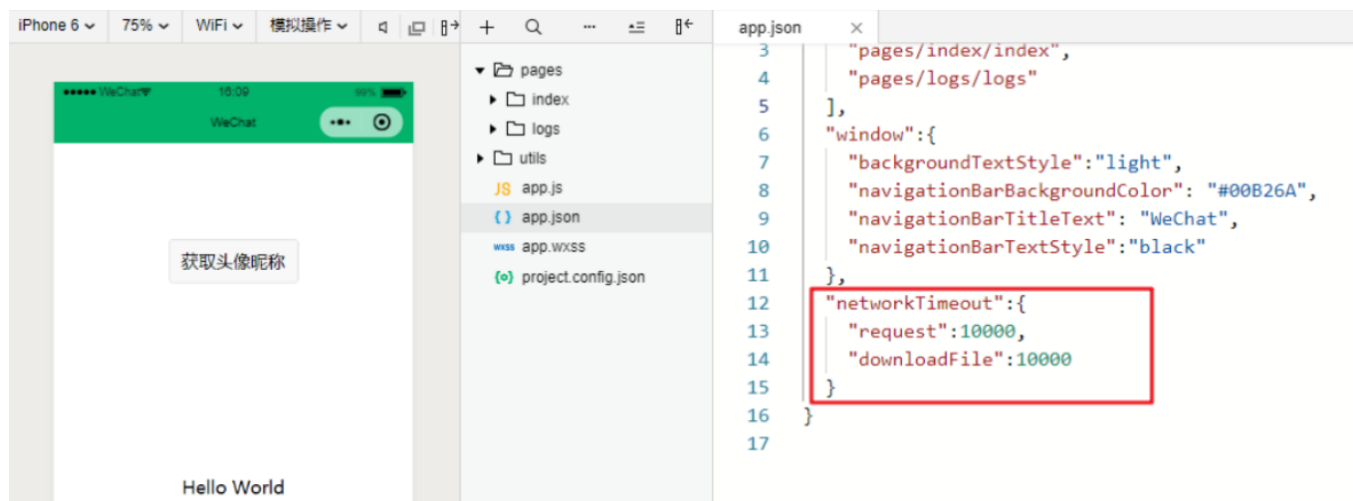 iPhone 6 75% WiFi 模拟操作
WeChat 16:09 99%
WeChat
获取头像昵称
Hello World
pages
index
logs
utils
JS app.js
{ } app.json
wxss app.wxss
{o} project.config.json
app.json ×
3 "pages/index/index",
4 "pages/logs/logs"
5 ],
6 "window":{
7 "backgroundTextStyle":"light",
8 "navigationBarBackgroundColor": "#00B26A",
9 "navigationBarTitleText": "WeChat",
10 "navigationBarTextStyle":"black"
11 },
12 "networkTimeout":{
13 "request":10000,
14 "downloadFile":10000
15 }
16 }
17